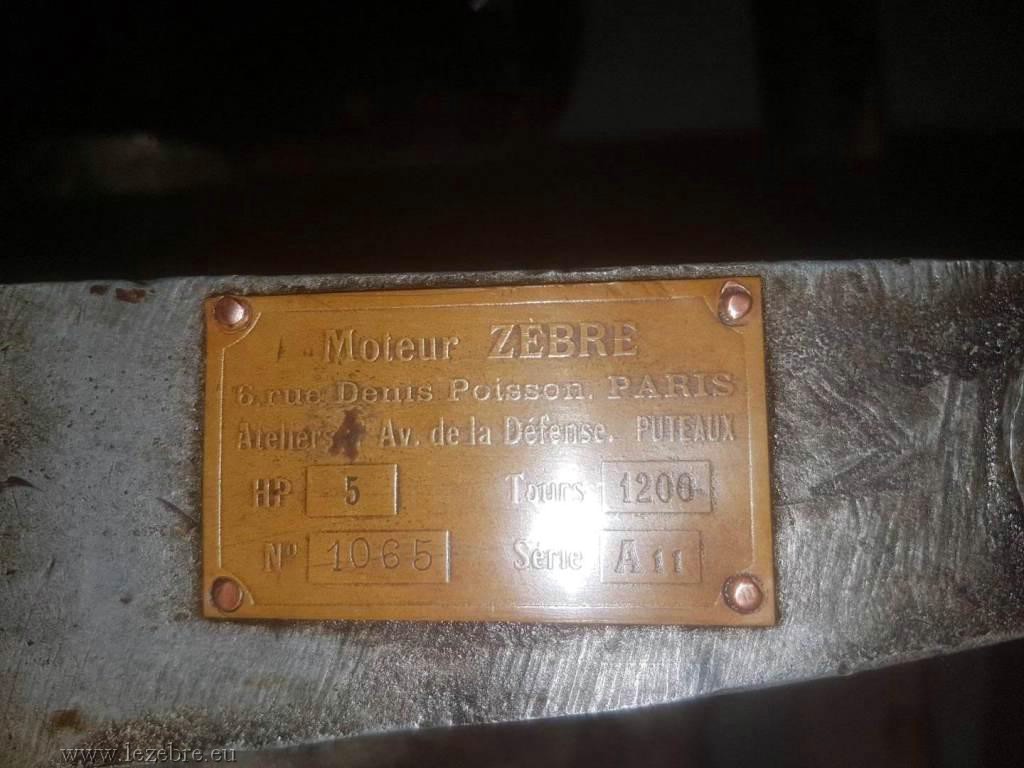 Moteur ZÈBRE
6, rue Denis Poisson. PARIS
Ateliers Av. de la Défense. PUTEAUX
HP 5 Tours 1200
Nº 1065 Série A 11
www.lezebre.eu